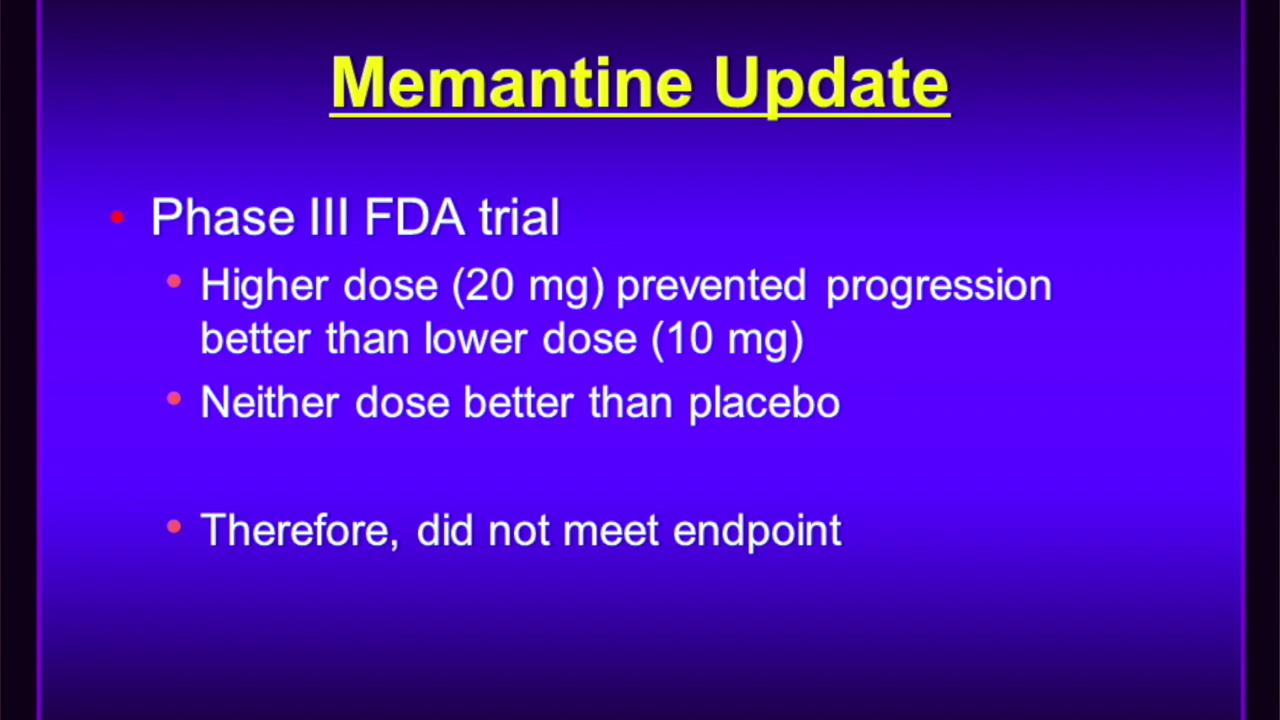 Memantine Update
• Phase III FDA trial
• Higher dose (20 mg) prevented progression
better than lower dose (10 mg)
• Neither dose better than placebo
• Therefore, did not meet endpoint